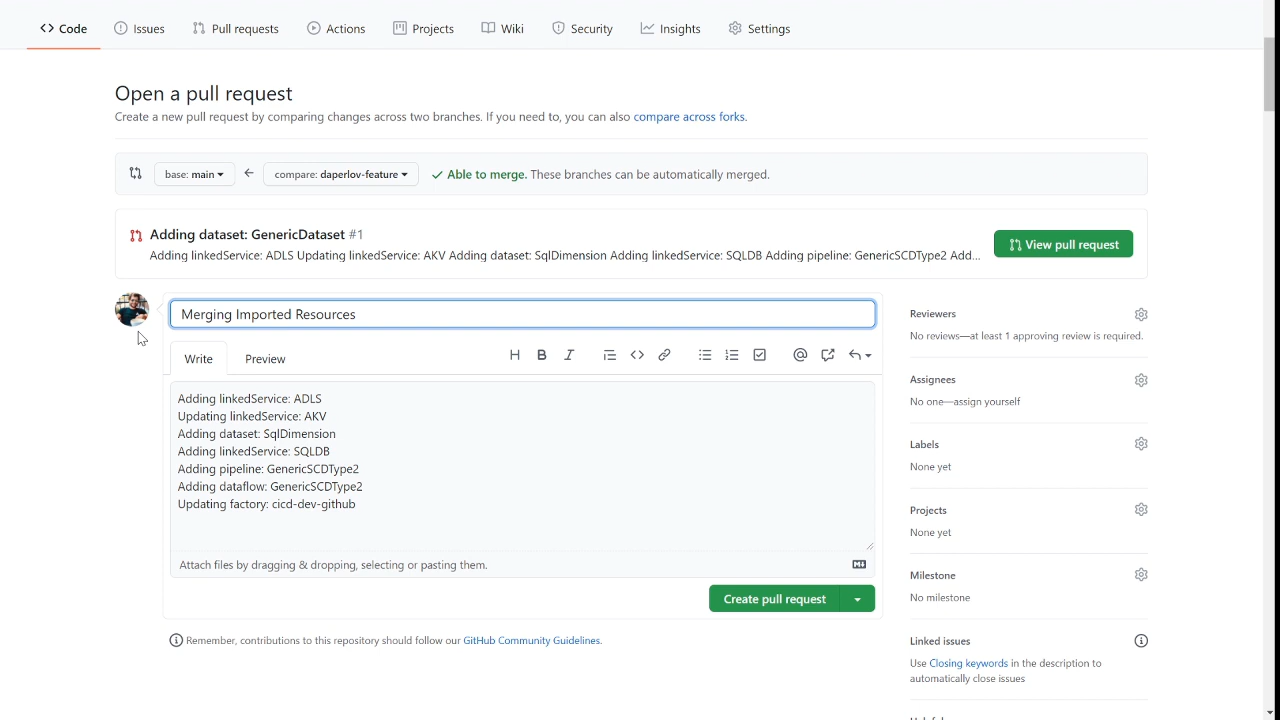 Code Issues Pull requests Actions Projects Wiki Security Insights Settings
Open a pull request
Create a new pull request by comparing changes across two branches. If you need to, you can also compare across forks.
base: main compare: daperlov-feature Able to merge. These branches can be automatically merged.
Adding dataset: GenericDataset #1
Adding linkedService: ADLS Updating linkedService: AKV Adding dataset: SqlDimension Adding linkedService: SQLDB Adding pipeline: GenericSCDType2 Add...
View pull request
Merging Imported Resources
Write Preview
Adding linkedService: ADLS
Updating linkedService: AKV
Adding dataset: SqlDimension
Adding linkedService: SQLDB
Adding pipeline: GenericSCDType2
Adding dataflow: GenericSCDType2
Updating factory: cicd-dev-github
Attach files by dragging & dropping, selecting or pasting them.
Create pull request
Remember, contributions to this repository should follow our GitHub Community Guidelines.
Reviewers
No reviews—at least 1 approving review is required.
Assignees
No one—assign yourself
Labels
None yet
Projects
None yet
Milestone
No milestone
Linked issues
Use Closing keywords in the description to
automatically close issues